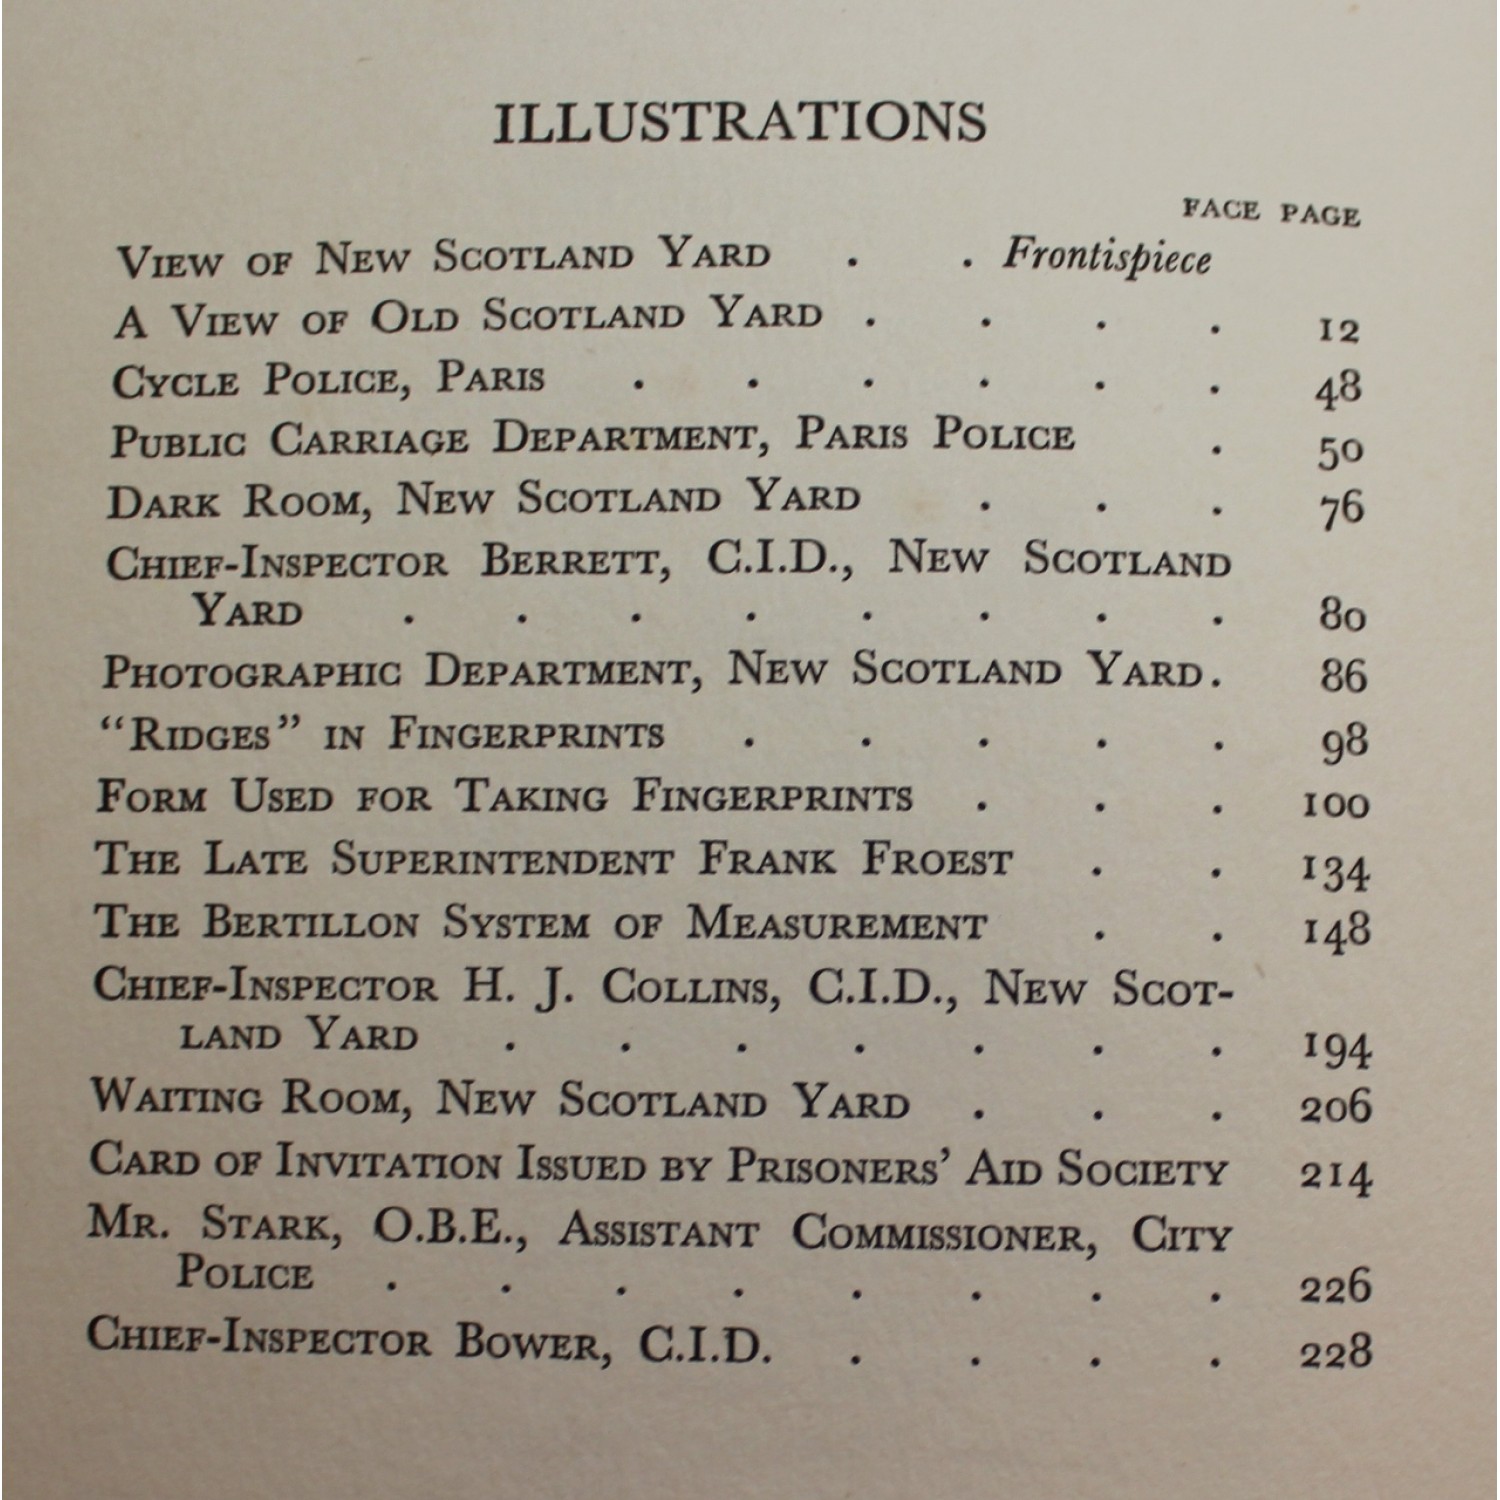 ILLUSTRATIONS
FACE PAGE
VIEW OF NEW SCOTLAND YARD . . Frontispiece
A VIEW OF OLD SCOTLAND YARD . . . . 12
CYCLE POLICE, PARIS . . . . . . 48
PUBLIC CARRIAGE DEPARTMENT, PARIS POLICE . 50
DARK ROOM, NEW SCOTLAND YARD . . . 76
CHIEF-INSPECTOR BERRETT, C.I.D., NEW SCOTLAND
YARD . . . . . . . . 80
PHOTOGRAPHIC DEPARTMENT, NEW SCOTLAND YARD . 86
“RIDGES” IN FINGERPRINTS . . . . . 98
FORM USED FOR TAKING FINGERPRINTS . . . 100
THE LATE SUPERINTENDENT FRANK FROEST . . 134
THE BERTILLON SYSTEM OF MEASUREMENT . . 148
CHIEF-INSPECTOR H. J. COLLINS, C.I.D., NEW SCOT-
LAND YARD . . . . . . . 194
WAITING ROOM, NEW SCOTLAND YARD . . . 206
CARD OF INVITATION ISSUED BY PRISONERS’ AID SOCIETY 214
MR. STARK, O.B.E., ASSISTANT COMMISSIONER, CITY
POLICE . . . . . . . . 226
CHIEF-INSPECTOR BOWER, C.I.D. . . . . 228